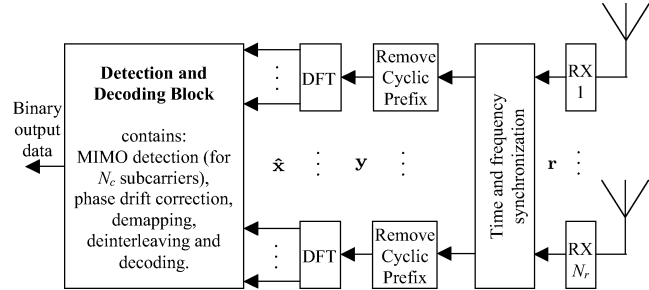 Detection and
Decoding Block
contains:
MIMO detection (for
N_c subcarriers),
phase drift correction,
demapping,
deinterleaving and
decoding.
Binary
output
data
DFT
Remove
Cyclic
Prefix
Time and frequency
synchronization
RX
1
x̂
y
r
DFT
Remove
Cyclic
Prefix
RX
N_r